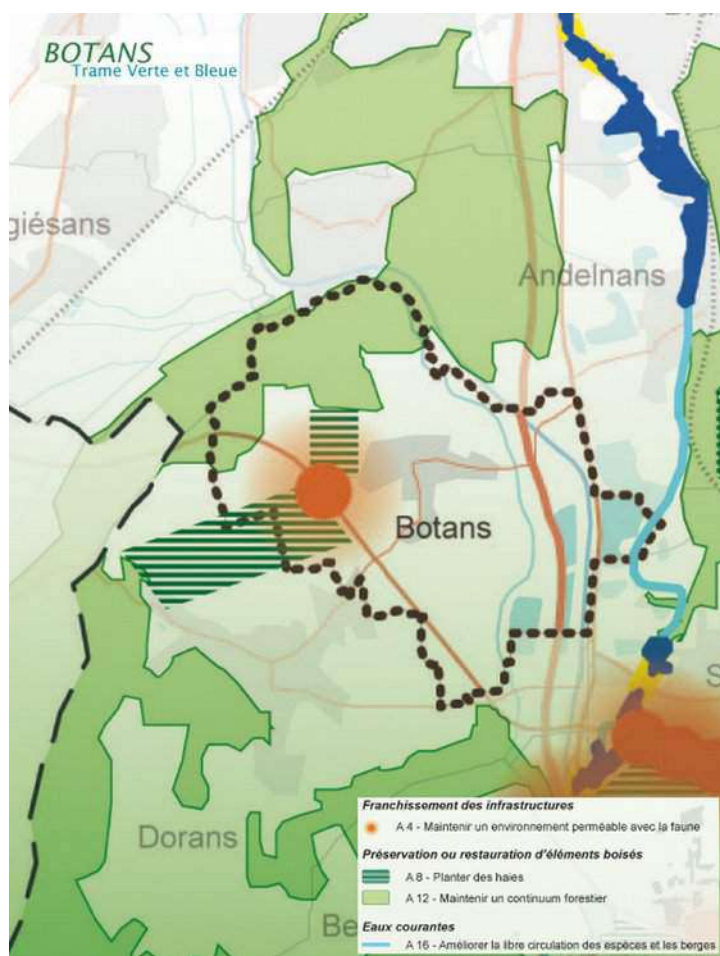 BOTANS
Trame Verte et Bleue
giésans
Andelnans
Botans
Dorans
Be
S
Franchissement des infrastructures
A 4 - Maintenir un environnement perméable avec la faune
Préservation ou restauration d'éléments boisés
A 8 - Planter des haies
A 12 - Maintenir un continuum forestier
Eaux courantes
A 16 - Améliorer la libre circulation des espèces et les berges